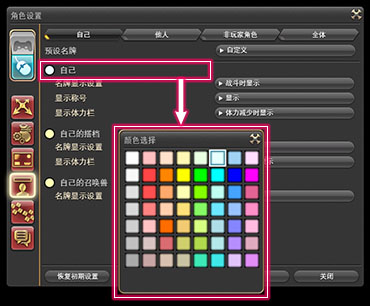 角色设置
自己 他人 非玩家角色 全体
预设名牌 ▶自定义
自己
名牌显示设置 ▶战斗时显示
显示称号 ▶显示
显示体力栏 ▶体力减少时显示
自己的搭档
名牌显示设置
显示体力栏
自己的召唤兽
名牌显示设置
颜色选择
恢复初期设置 关闭